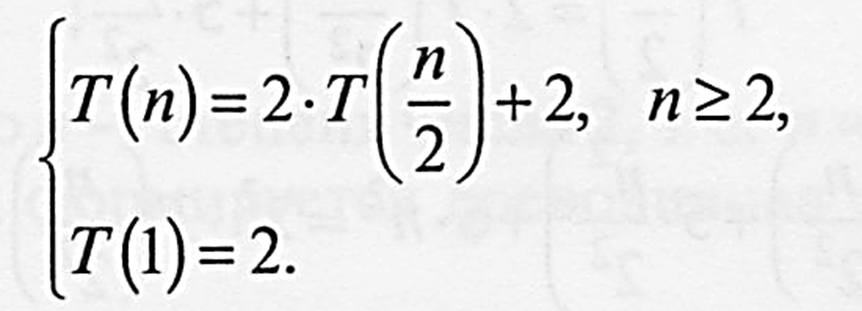 T(n) = 2·T(n/2) + 2, n ≥ 2,
T(1) = 2.